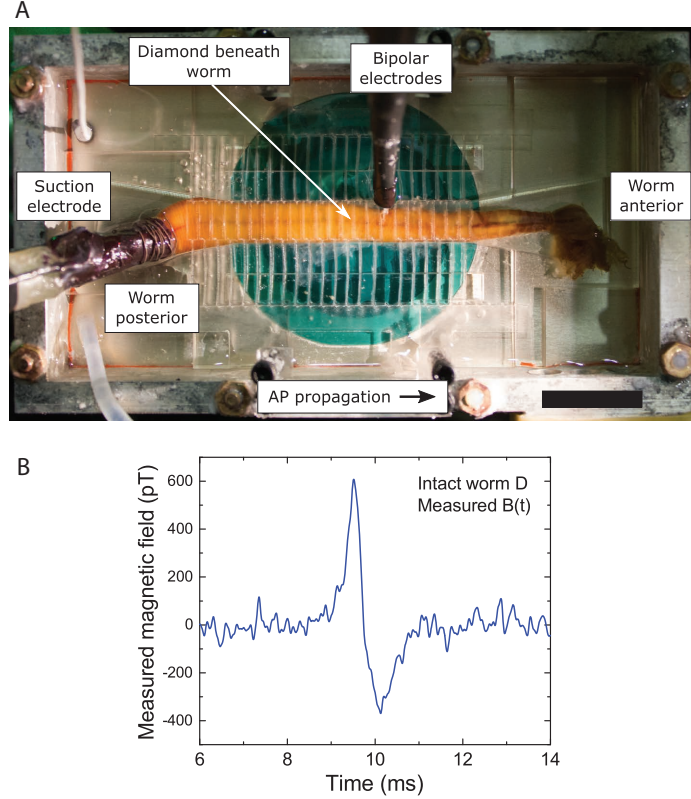 A
Diamond beneath
worm
Bipolar
electrodes
Suction
electrode
Worm
anterior
Worm
posterior
AP propagation
B
Measured magnetic field (pT)
600
400
200
0
-200
-400
Intact worm D
Measured B(t)
6
8
10
12
14
Time (ms)